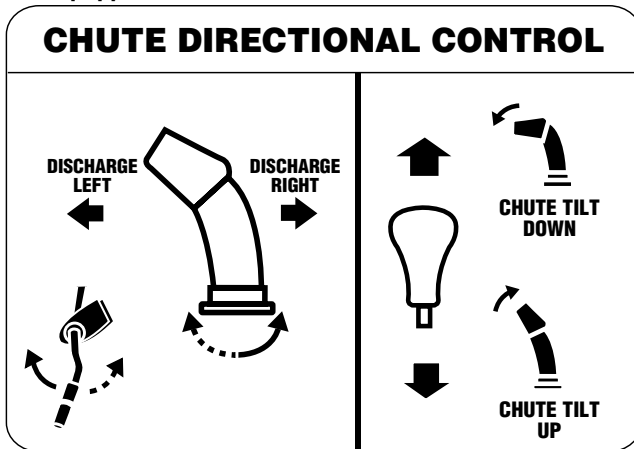 CHUTE DIRECTIONAL CONTROL
DISCHARGE
LEFT
DISCHARGE
RIGHT
CHUTE TILT
DOWN
CHUTE TILT
UP